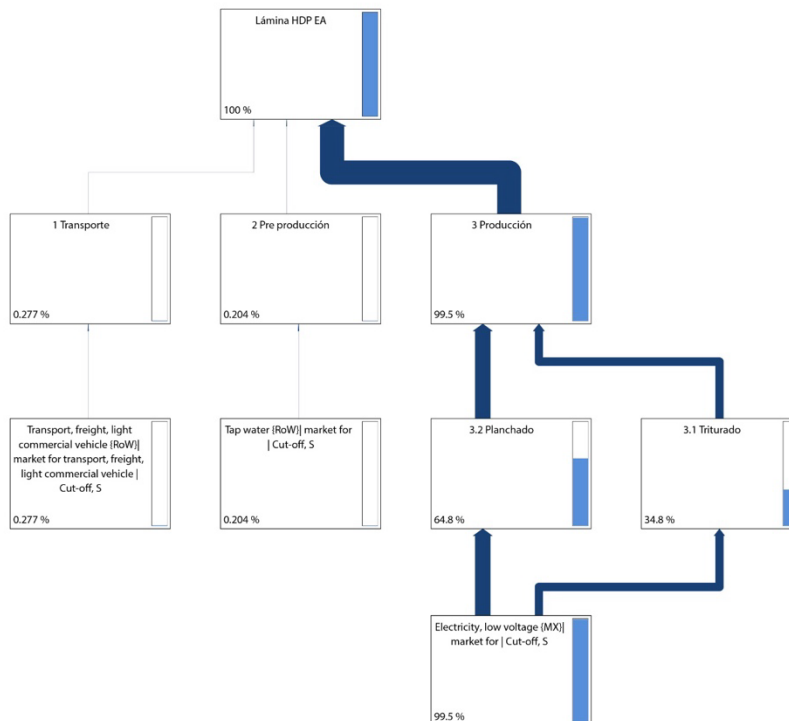 Lámina HDP EA
100 %
1 Transporte
0.277 %
2 Pre producción
0.204 %
3 Producción
99.5 %
Transport, freight, light
commercial vehicle {RoW}|
market for transport, freight,
light commercial vehicle |
Cut-off, S
0.277 %
Tap water {RoW}| market for
| Cut-off, S
0.204 %
3.2 Planchado
64.8 %
3.1 Triturado
34.8 %
Electricity, low voltage {MX}|
market for | Cut-off, S
99.5 %